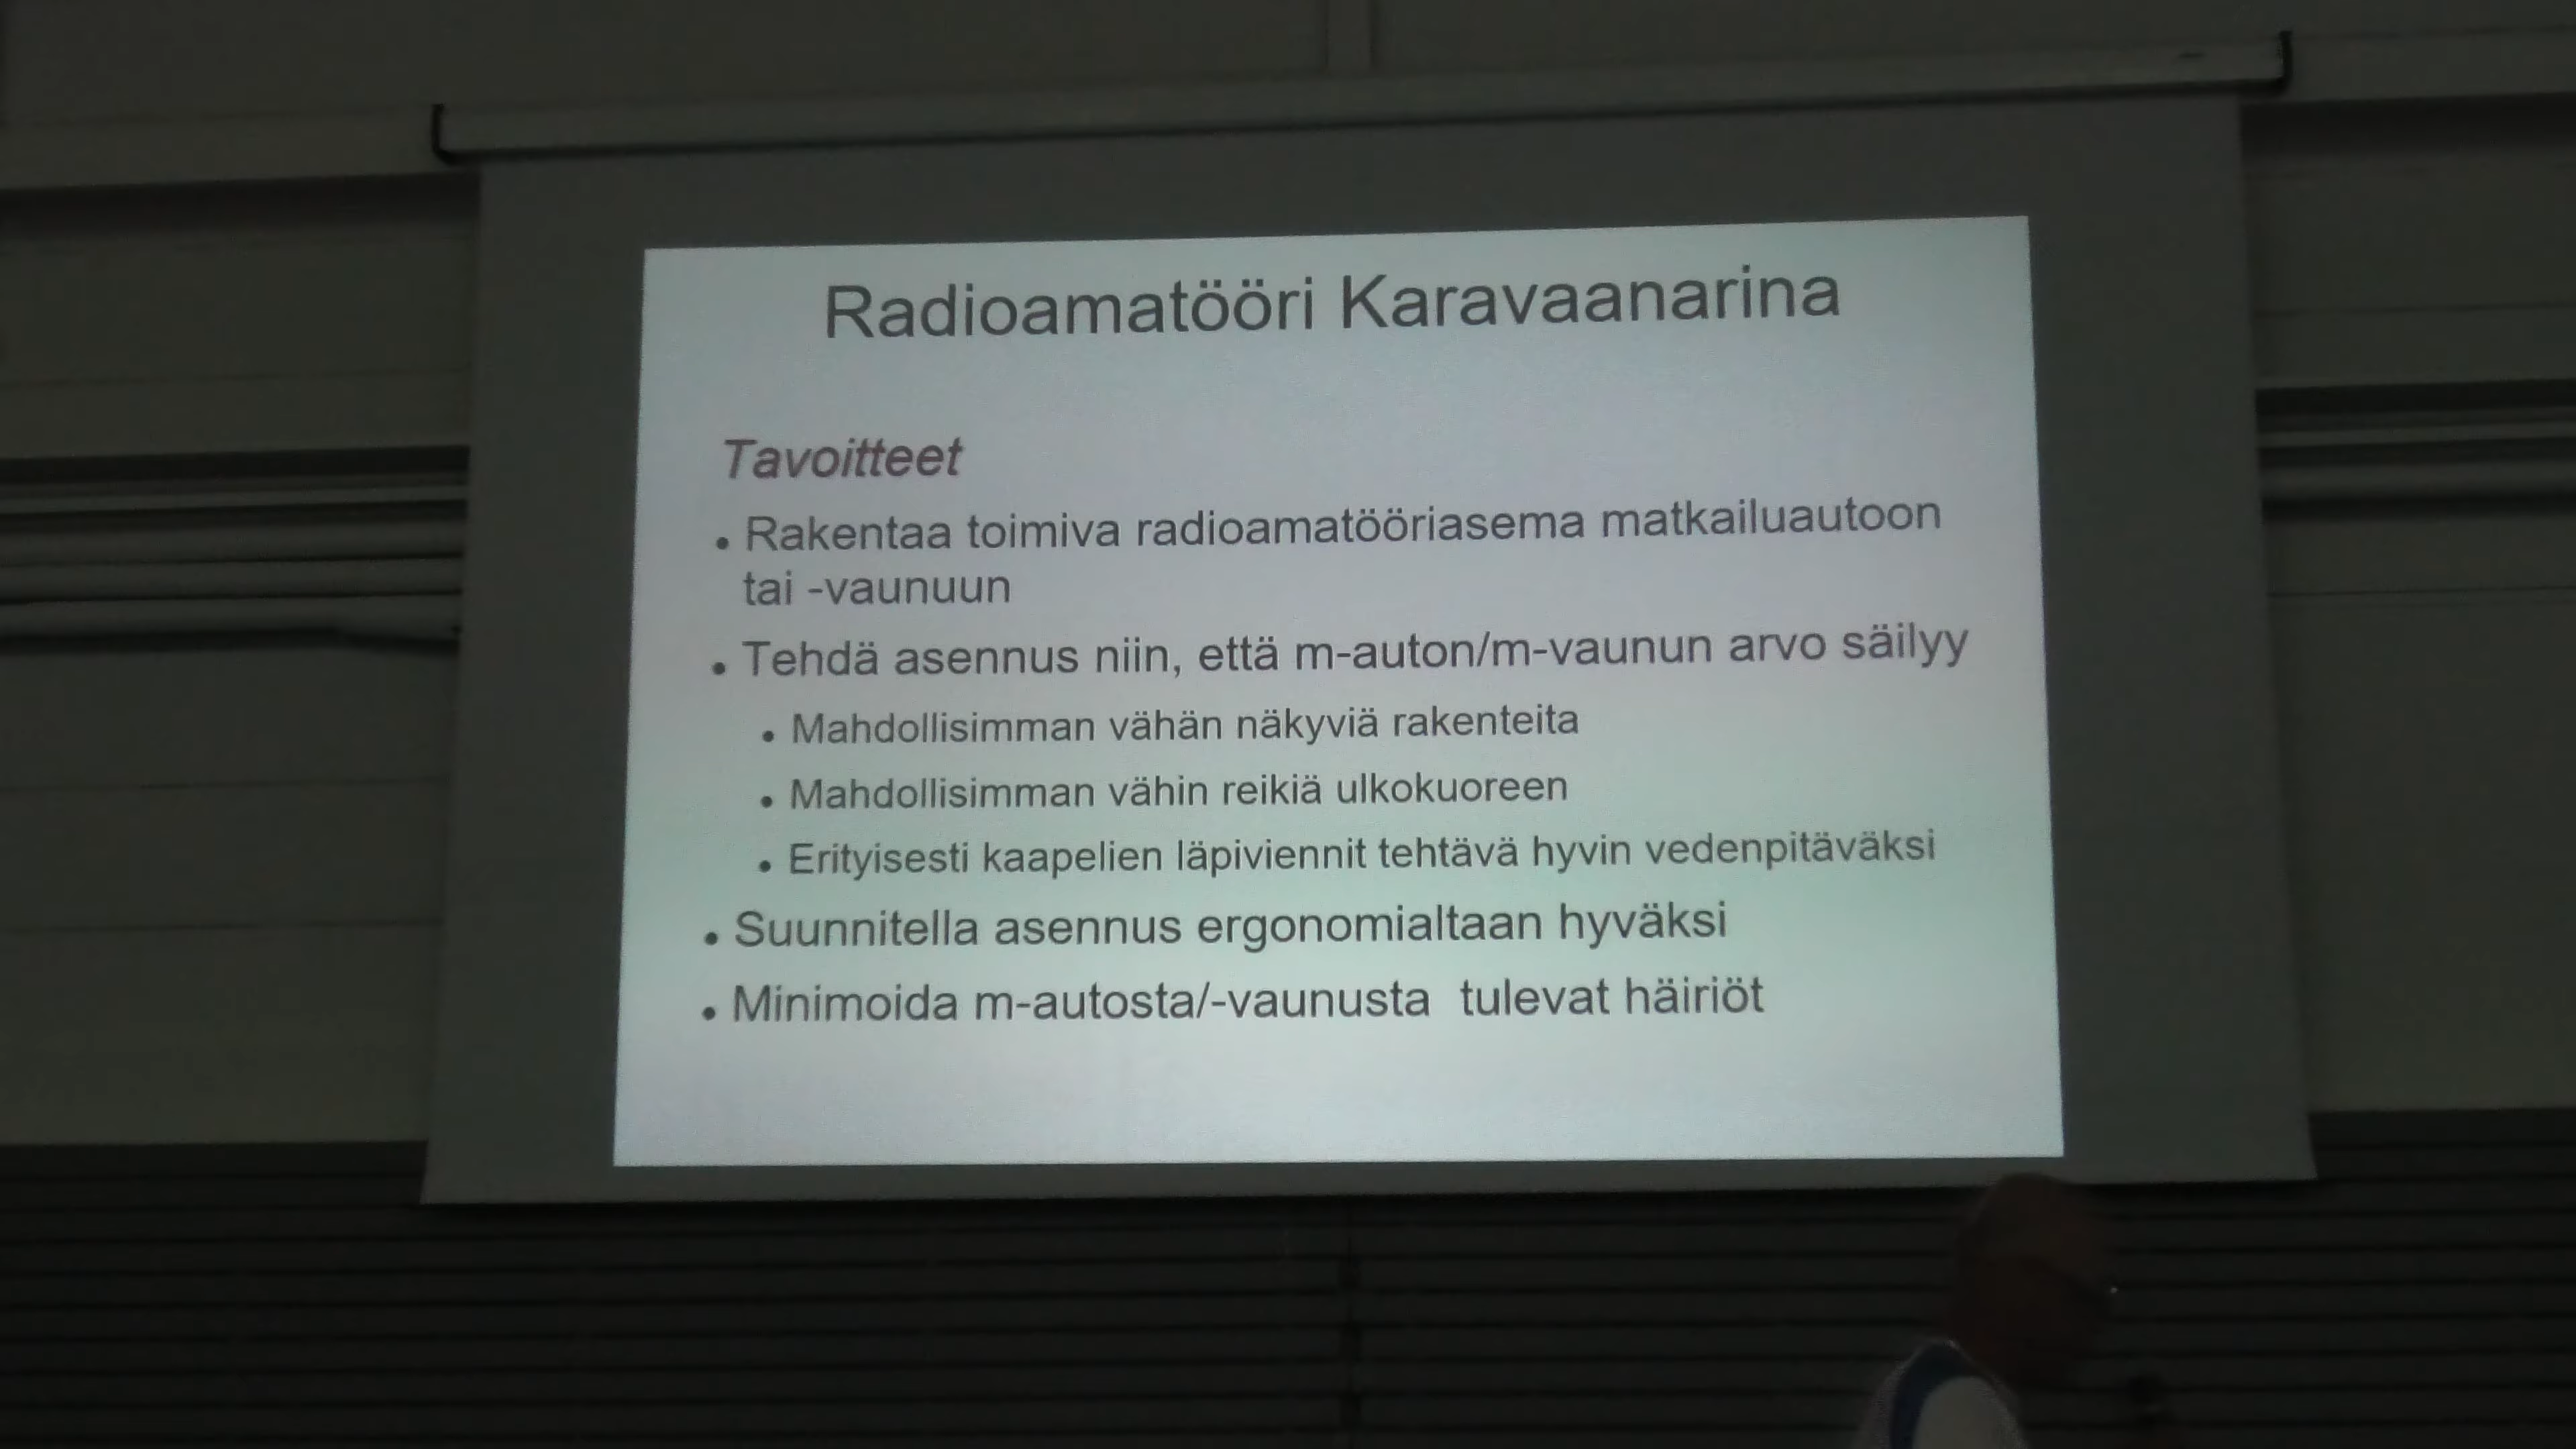 Radioamatööri Karavaanarina
Tavoitteet
• Rakentaa toimiva radioamatööriasema matkailuautoon
tai -vaunuun
• Tehdä asennus niin, että m-auton/m-vaunun arvo säilyy
• Mahdollisimman vähän näkyviä rakenteita
• Mahdollisimman vähin reikiä ulkokuoreen
• Erityisesti kaapelien läpiviennit tehtävä hyvin vedenpitäväksi
• Suunnitella asennus ergonomialtaan hyväksi
• Minimoida m-autosta/-vaunusta tulevat häiriöt